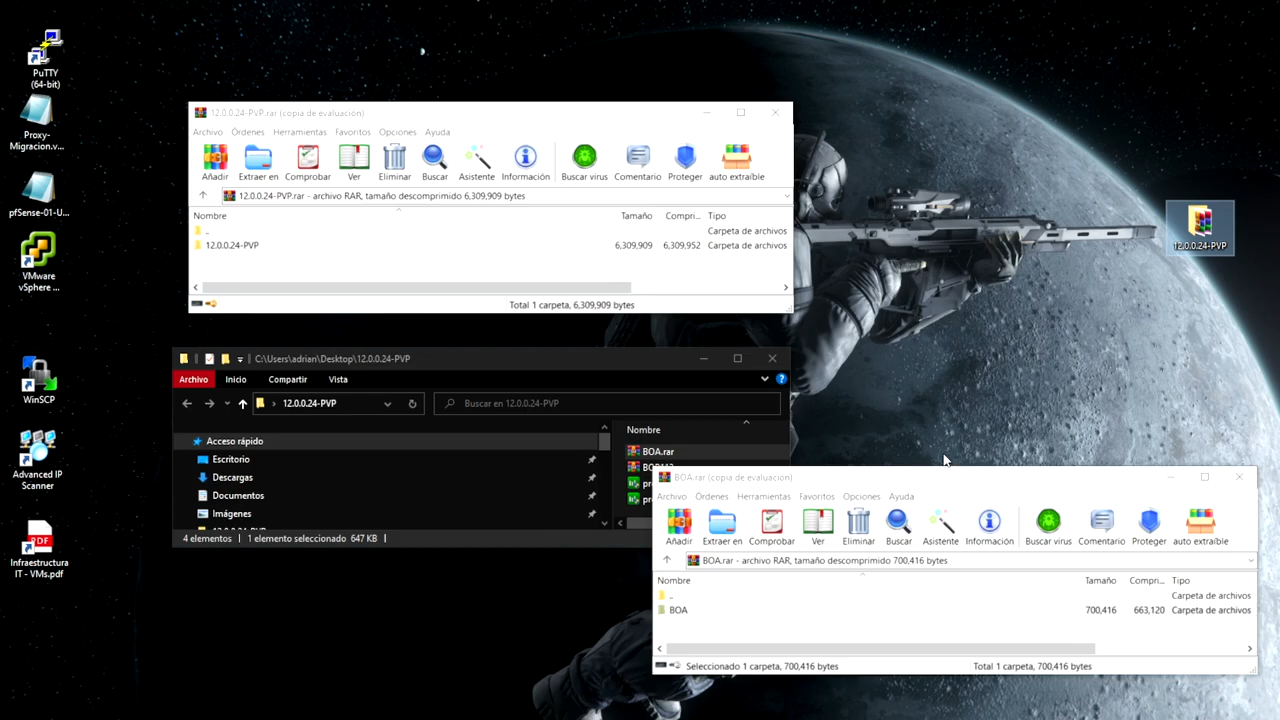 PuTTY
(64-bit)
Proxy-
Migracion.v...
pfSense-01-U...
VMware
vSphere ...
WinSCP
Advanced IP
Scanner
PDF
Infraestructura
IT - VMs.pdf
12.0.0.24-PVP.rar (copia de evaluación)
Archivo Órdenes Herramientas Favoritos Opciones Ayuda
Añadir Extraer en Comprobar Ver Eliminar Buscar Asistente Información Buscar virus Comentario Proteger auto extraíble
12.0.0.24-PVP.rar - archivo RAR, tamaño descomprimido 6,309,909 bytes
Nombre Tamaño Compri... Tipo
.. Carpeta de archivos
12.0.0.24-PVP 6,309,909 6,309,952 Carpeta de archivos
Total 1 carpeta, 6,309,909 bytes
12.0.0.24-PVP
C:\Users\adrian\Desktop\12.0.0.24-PVP
Archivo Inicio Compartir Vista
12.0.0.24-PVP Buscar en 12.0.0.24-PVP
Acceso rápido
Escritorio
Descargas
Documentos
Imágenes
Nombre
BOA.rar
4 elementos 1 elemento seleccionado 647 KB
BOA.rar (copia de evaluación)
Archivo Órdenes Herramientas Favoritos Opciones Ayuda
Añadir Extraer en Comprobar Ver Eliminar Buscar Asistente Información Buscar virus Comentario Proteger auto extraíble
BOA.rar - archivo RAR, tamaño descomprimido 700,416 bytes
Nombre Tamaño Compri... Tipo
.. Carpeta de archivos
BOA 700,416 663,120 Carpeta de archivos
Seleccionado 1 carpeta, 700,416 bytes Total 1 carpeta, 700,416 bytes